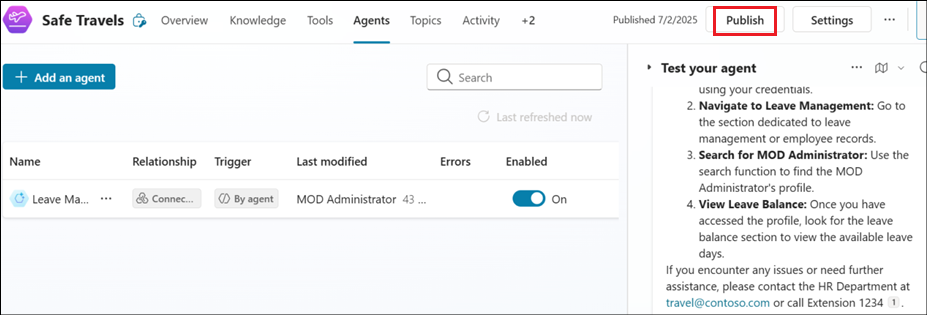 Safe Travels Overview Knowledge Tools Agents Topics Activity +2 Published 7/2/2025 Publish Settings ...
+ Add an agent
Search
Last refreshed now
Name Relationship Trigger Last modified Errors Enabled
Leave Ma... ... Connec... By agent MOD Administrator 43 ... On
Test your agent ...
using your credentials.
2. Navigate to Leave Management: Go to
the section dedicated to leave
management or employee records.
3. Search for MOD Administrator: Use the
search function to find the MOD
Administrator's profile.
4. View Leave Balance: Once you have
accessed the profile, look for the leave
balance section to view the available leave
days.
If you encounter any issues or need further
assistance, please contact the HR Department at
travel@contoso.com or call Extension 1234 1 .